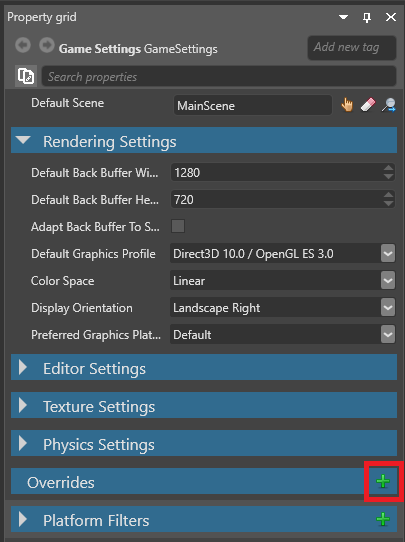 Property grid
Game Settings GameSettings
Add new tag
Search properties
Default Scene
MainScene
Rendering Settings
Default Back Buffer Wi... 1280
Default Back Buffer He... 720
Adapt Back Buffer To S...
Default Graphics Profile Direct3D 10.0 / OpenGL ES 3.0
Color Space Linear
Display Orientation Landscape Right
Preferred Graphics Plat... Default
Editor Settings
Texture Settings
Physics Settings
Overrides
Platform Filters